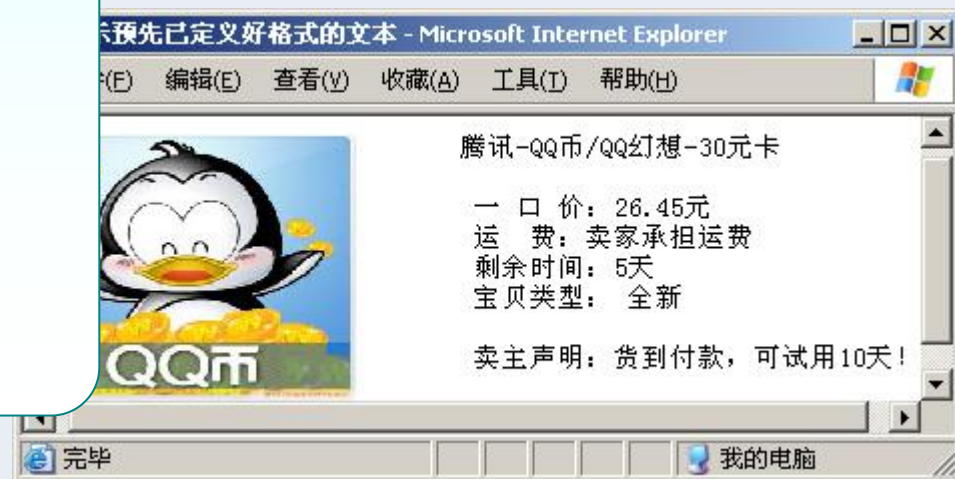 预先已定义好格式的文本 - Microsoft Internet Explorer
(F) 编辑(E) 查看(V) 收藏(A) 工具(T) 帮助(H)
腾讯-QQ币/QQ幻想-30元卡
一 口 价: 26.45元
运 费: 卖家承担运费
剩余时间: 5天
宝贝类型: 全新
卖主声明: 货到付款,可试用10天!
QQ币
完毕
我的电脑